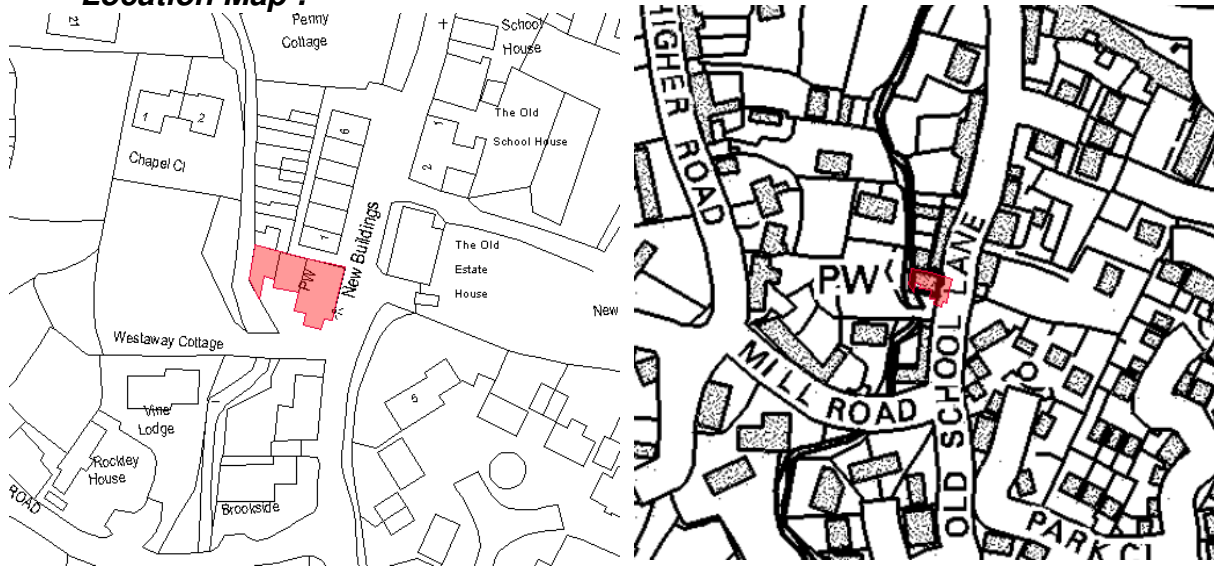 Location Map :
21
Penny
Cottage
+
School
House
The Old
School House
1
2
6
1
1
2
Chapel Cl
New Buildings
PW
The Old
Estate
House
New
Westaway Cottage
Vine
Lodge
5
Rockley
House
ROAD
Brookside
HIGHER ROAD
PW
MILL ROAD
OLD SCHOOL LANE
PARK CL